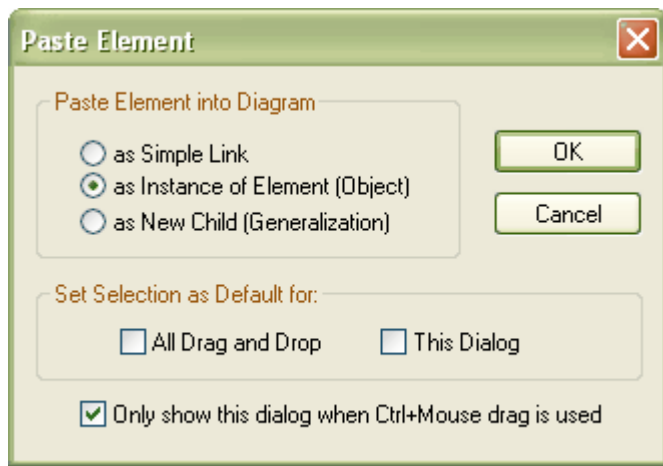 Paste Element
Paste Element into Diagram
as Simple Link
as Instance of Element (Object)
as New Child (Generalization)
OK
Cancel
Set Selection as Default for:
All Drag and Drop
This Dialog
Only show this dialog when Ctrl+Mouse drag is used